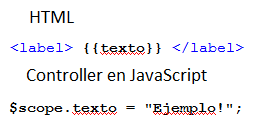 HTML
<label> {{texto}} </label>
Controller en JavaScript
$scope.texto = "Ejemplo!";